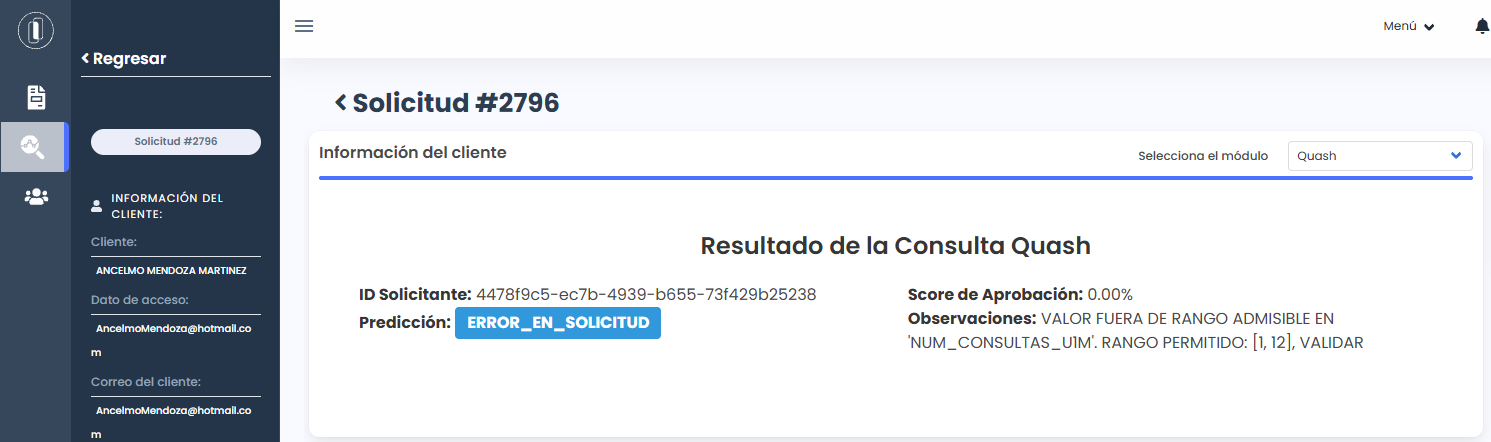 Menú
Regresar
Solicitud #2796
INFORMACIÓN DEL
CLIENTE:
Cliente:
ANCELMO MENDOZA MARTINEZ
Dato de acceso:
AncelmoMendoza@hotmail.co
m
Correo del cliente:
AncelmoMendoza@hotmail.co
m
Solicitud #2796
Información del cliente
Selecciona el módulo
Quash
Resultado de la Consulta Quash
ID Solicitante: 4478f9c5-ec7b-4939-b655-73f429b25238
Predicción: ERROR_EN_SOLICITUD
Score de Aprobación: 0.00%
Observaciones: VALOR FUERA DE RANGO ADMISIBLE EN
'NUM_CONSULTAS_U1M'. RANGO PERMITIDO: [1, 12], VALIDAR